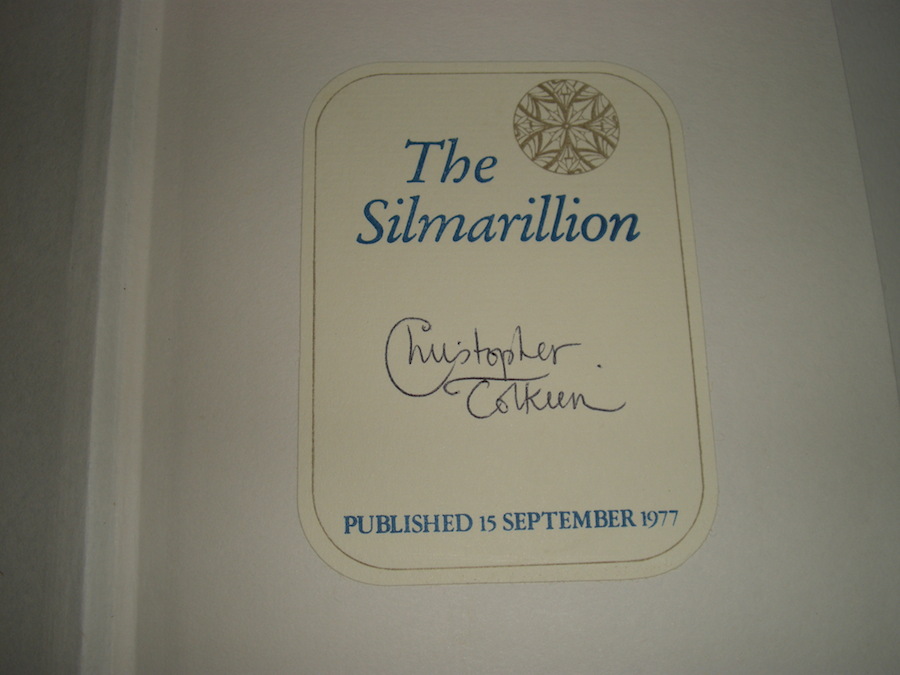 The
Silmarillion
Christopher
Tolkien
PUBLISHED 15 SEPTEMBER 1977